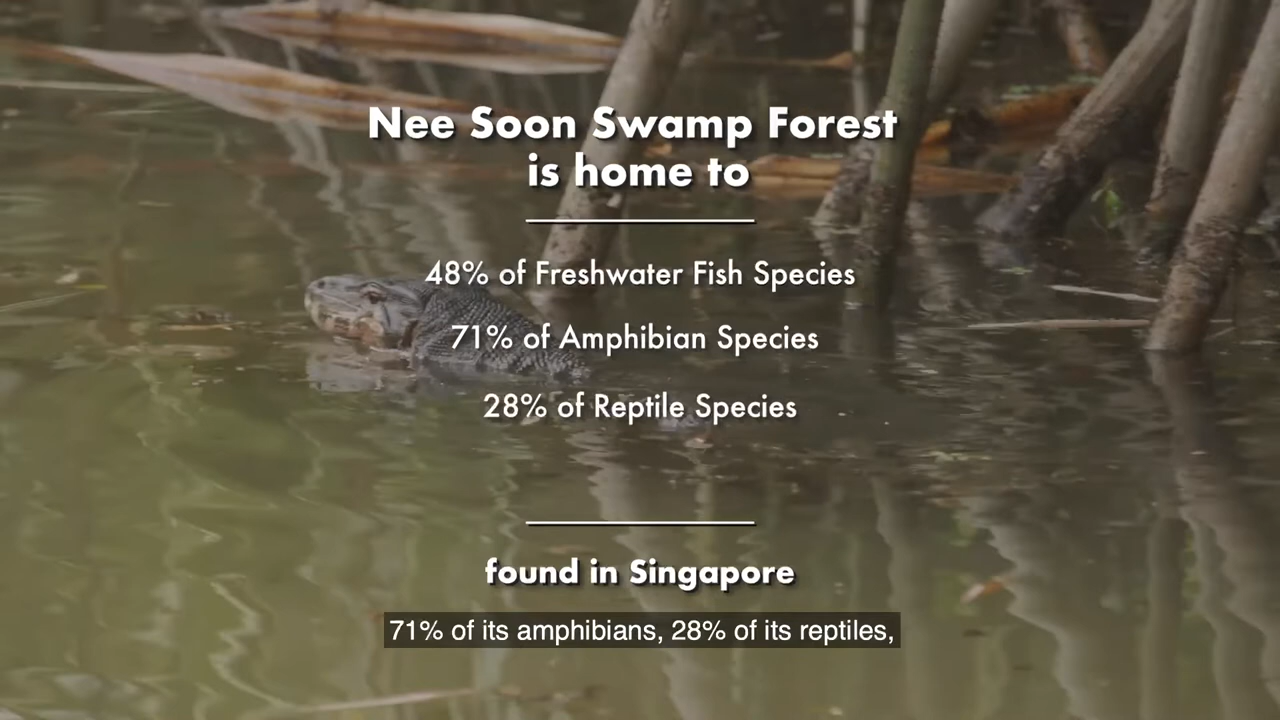 Nee Soon Swamp Forest
is home to
48% of Freshwater Fish Species
71% of Amphibian Species
28% of Reptile Species
found in Singapore
71% of its amphibians, 28% of its reptiles,